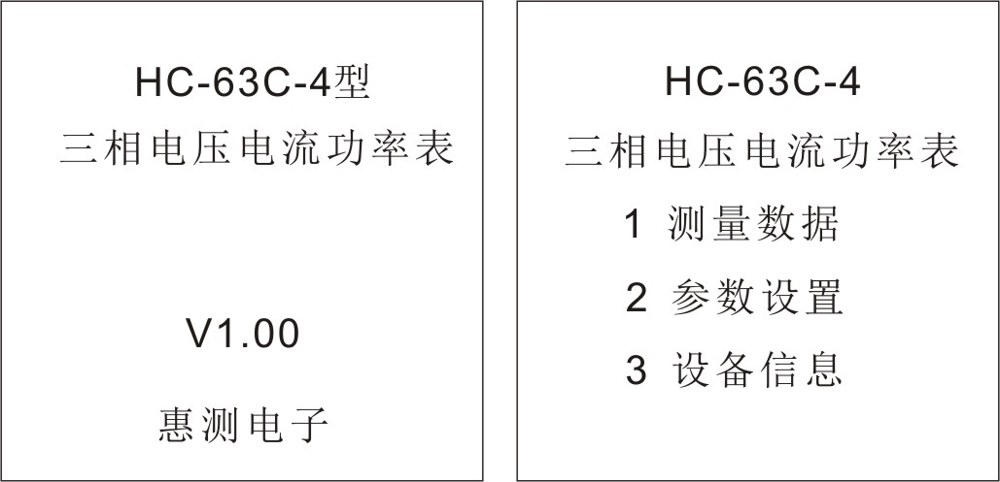 HC-63C-4型
三相电压电流功率表
V1.00
惠测电子
HC-63C-4
三相电压电流功率表
1 测量数据
2 参数设置
3 设备信息